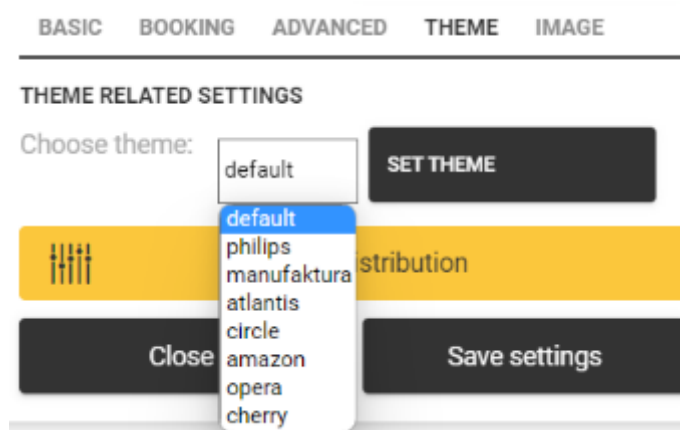 BASIC BOOKING ADVANCED THEME IMAGE
THEME RELATED SETTINGS
Choose theme: default SET THEME
default
philips
manufaktura
atlantis
circle
amazon
opera
cherry
Close Save settings